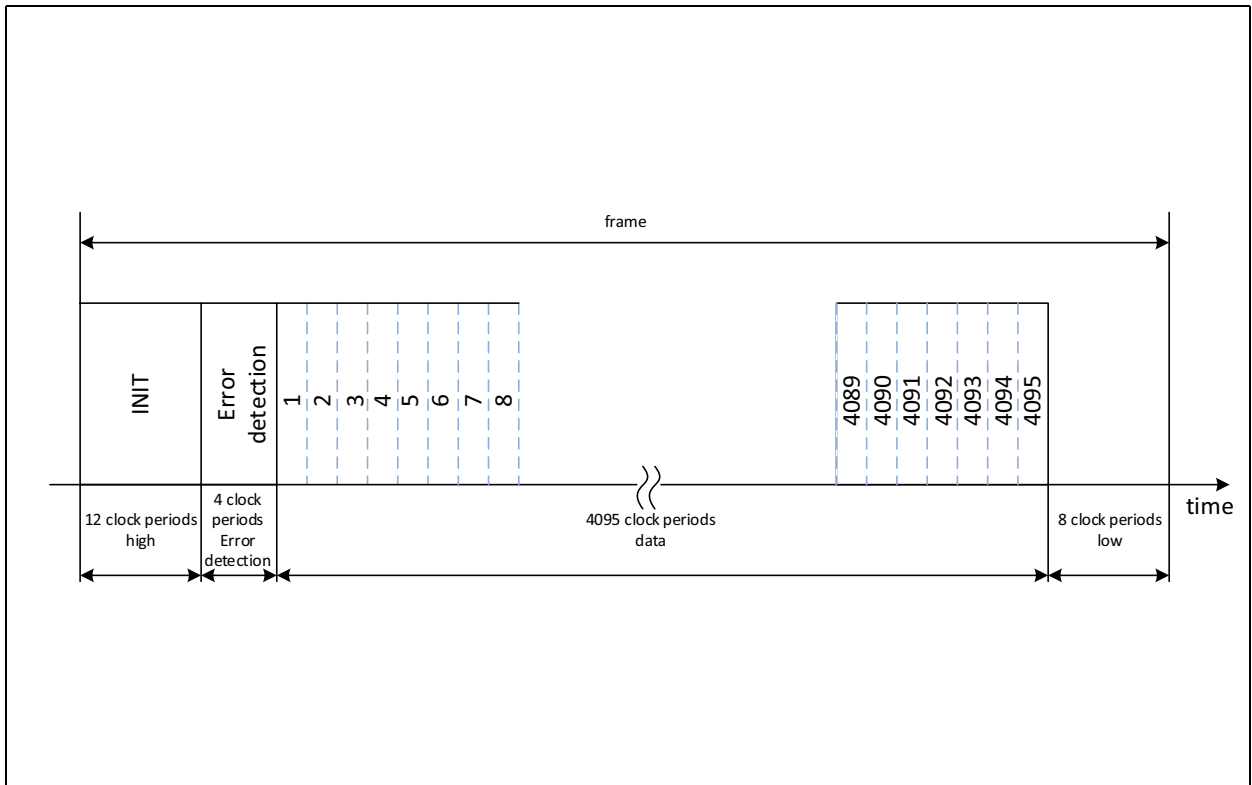 frame
INIT
Error
detection
1
2
3
4
5
6
7
8
4089
4090
4091
4092
4093
4094
4095
time
12 clock periods
high
4 clock
periods
Error
detection
4095 clock periods
data
8 clock periods
low